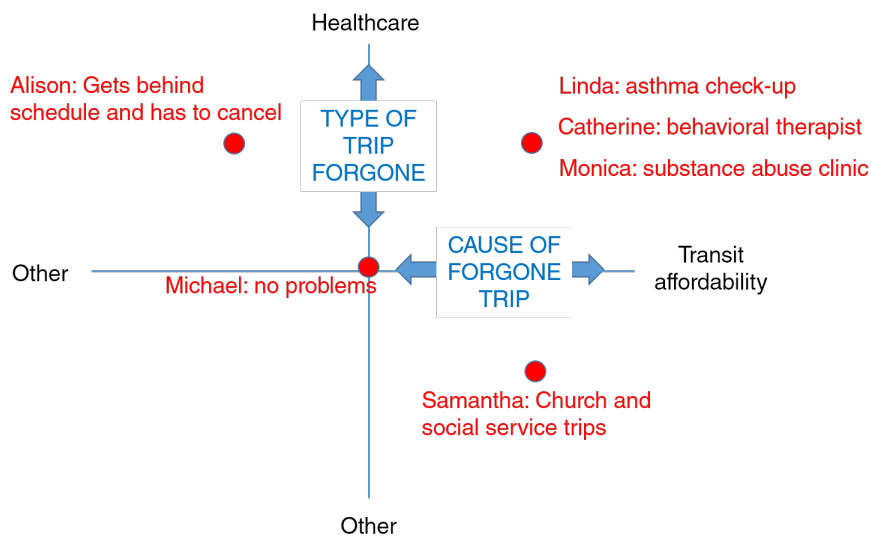 Healthcare
Alison: Gets behind
schedule and has to cancel
TYPE OF
TRIP
FORGONE
Linda: asthma check-up
Catherine: behavioral therapist
Monica: substance abuse clinic
Other
Michael: no problems
CAUSE OF
FORGONE
TRIP
Transit
affordability
Samantha: Church and
social service trips
Other